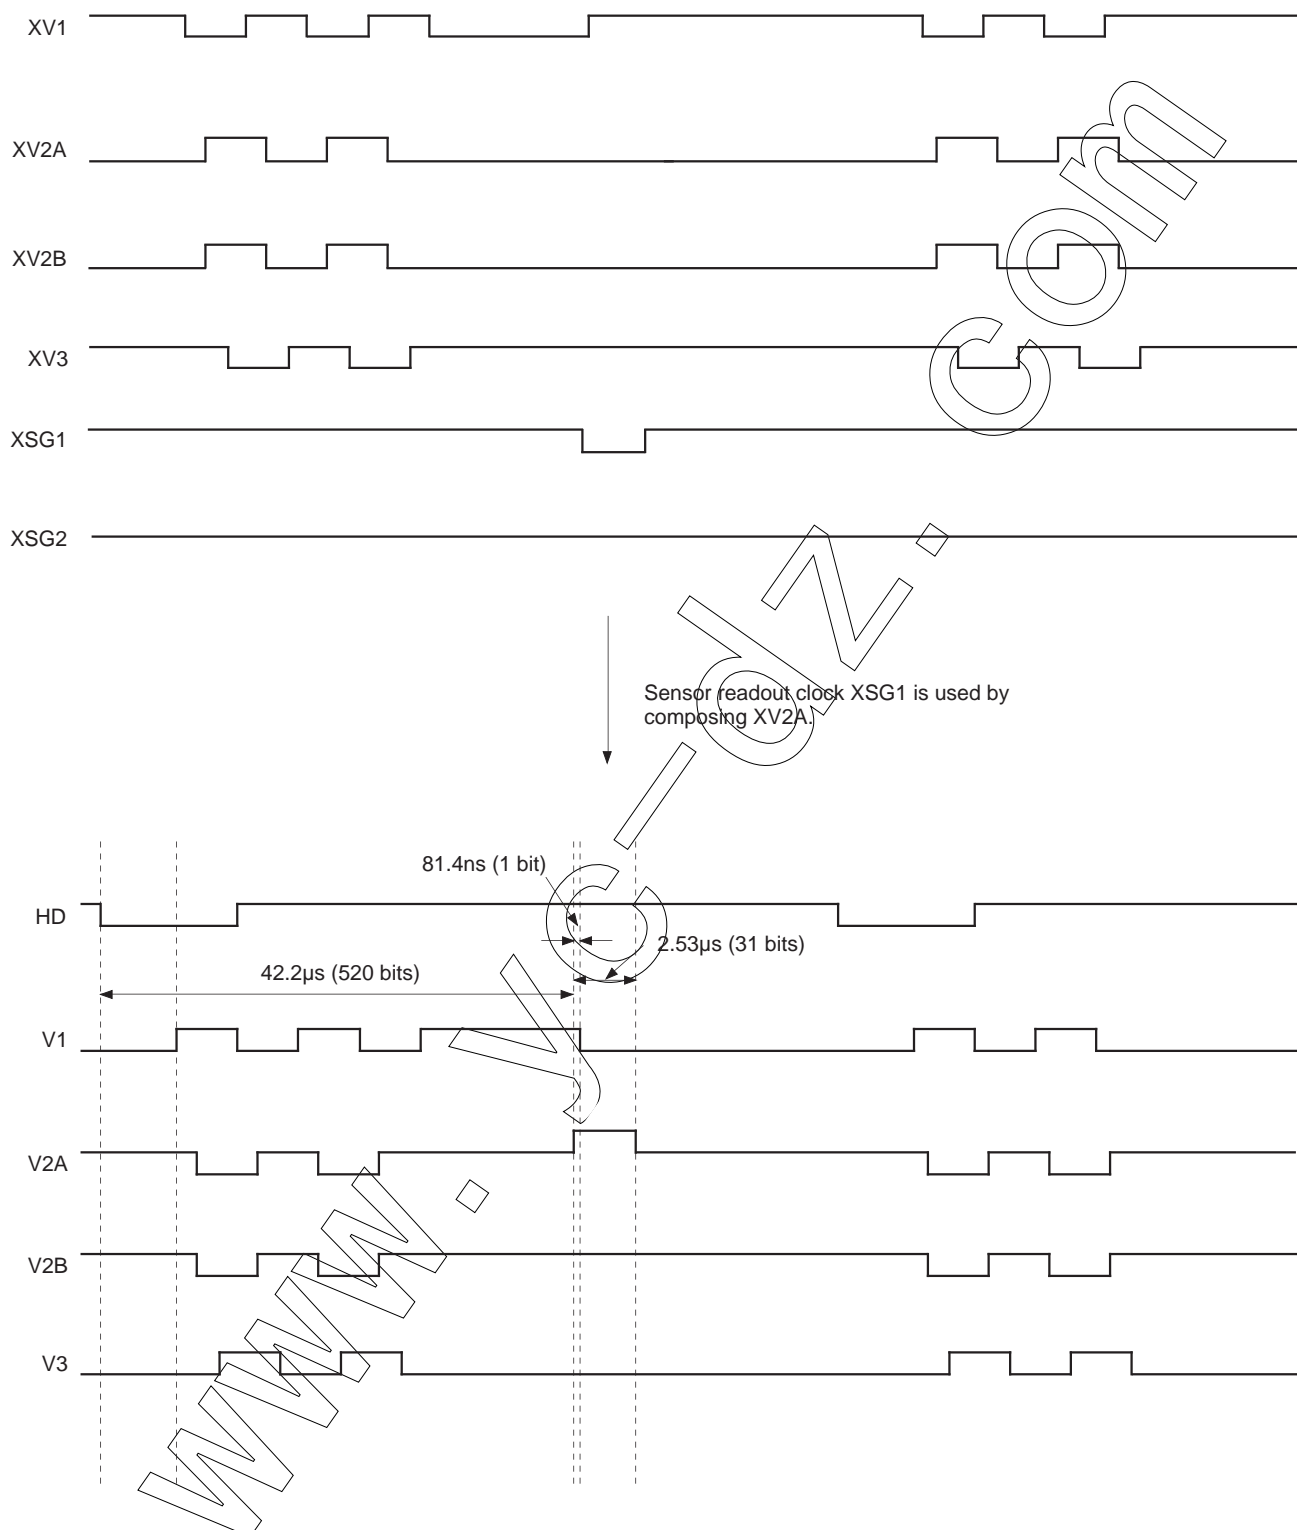 XV1
XV2A
XV2B
XV3
XSG1
XSG2
Sensor readout clock XSG1 is used by
composing XV2A.
81.4ns (1 bit)
HD
2.53μs (31 bits)
42.2μs (520 bits)
V1
V2A
V2B
V3
www.yc-dz.com